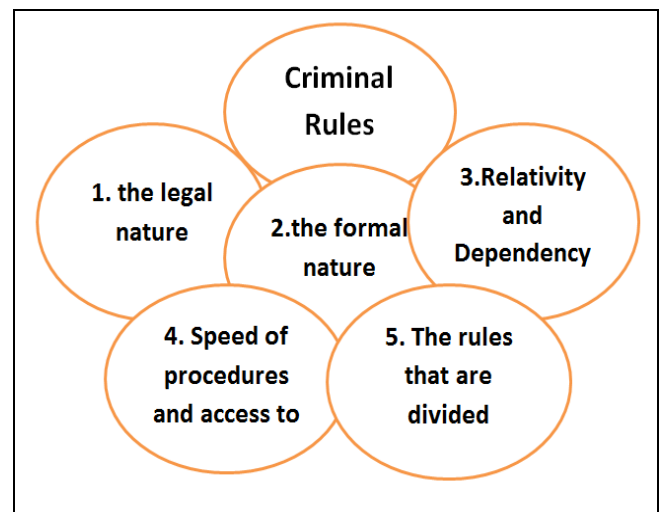 Criminal
Rules
1. the legal
nature
2.the formal
nature
3.Relativity
and
Dependency
4. Speed of
procedures
and access to
5. The rules
that are
divided